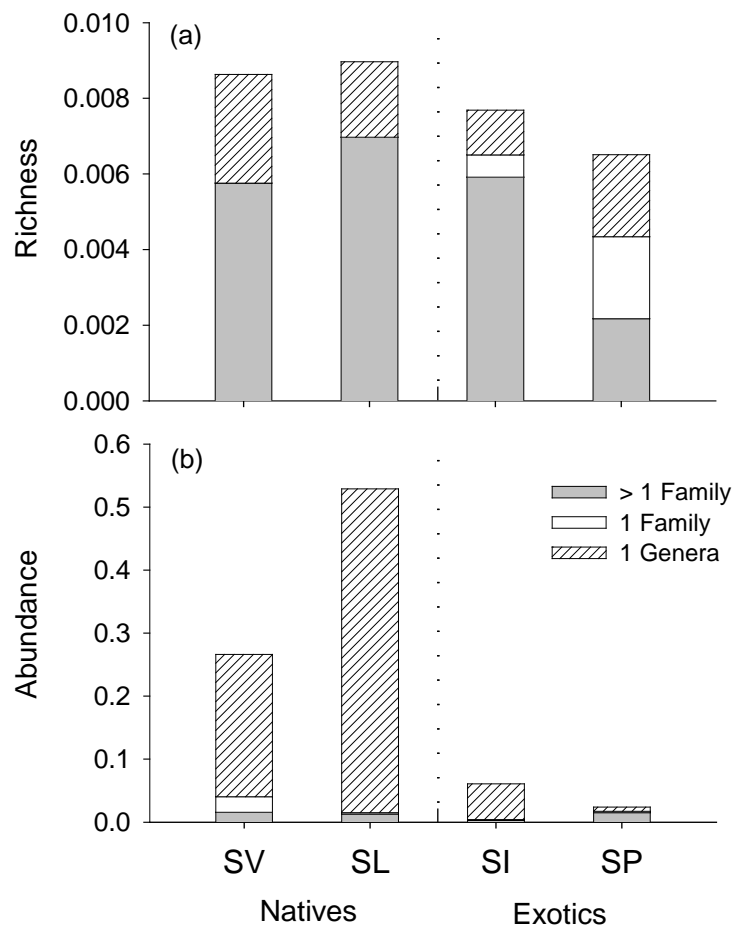 (a)
Richness
0.010
0.008
0.006
0.004
0.002
0.000
(b)
Abundance
0.6
0.5
0.4
0.3
0.2
0.1
0.0
> 1 Family
1 Family
1 Genera
SV SL SI SP
Natives Exotics